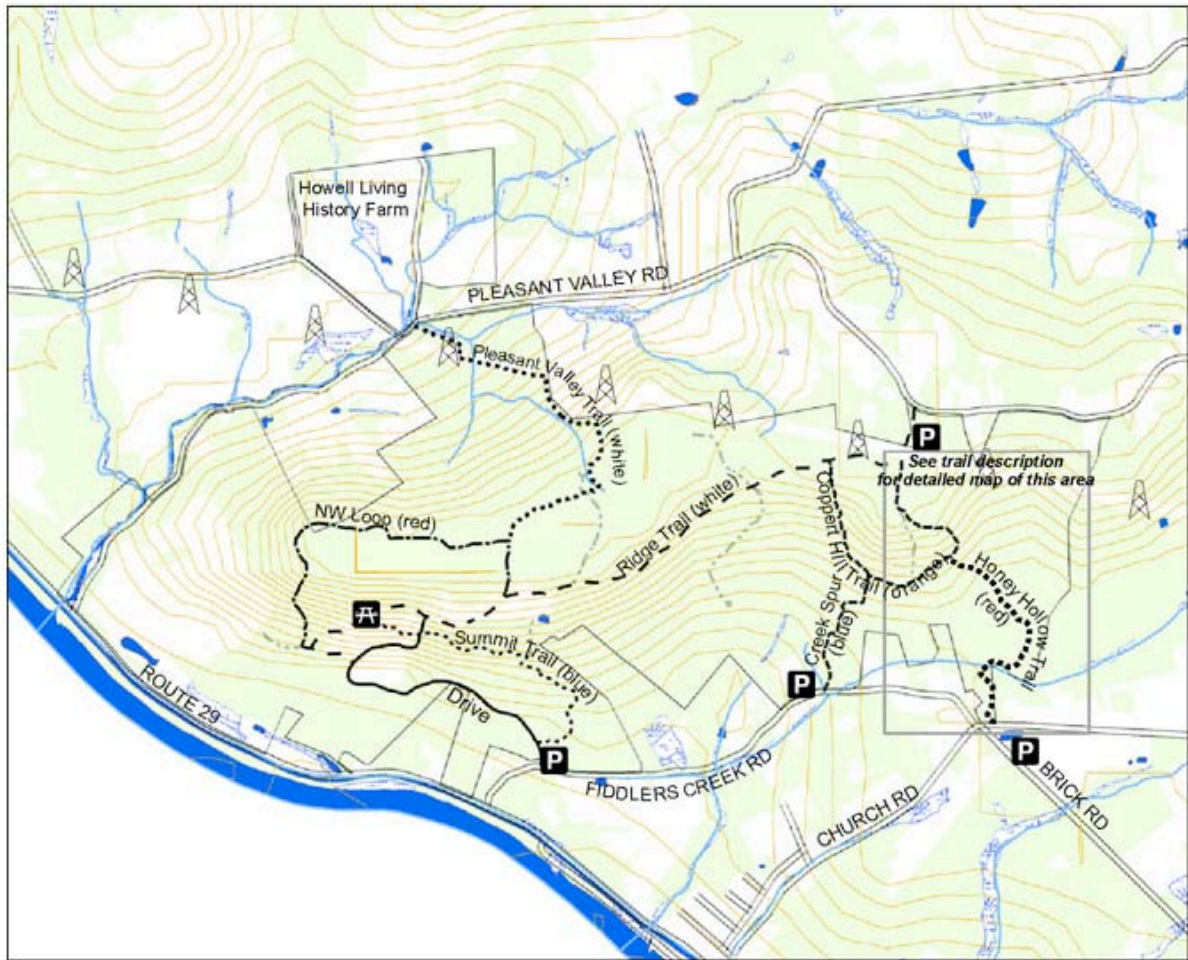 Howell Living
History Farm
PLEASANT VALLEY RD
Pleasant Valley Trail (white)
P
See trail description
for detailed map of this area
NW Loop (red)
Ridge Trail (white)
Coppert Hill Trail (orange)
Honey Hollow Trail
(red)
Creek Spur
(blue)
Summit Trail (blue)
P
ROUTE 29
Drive
P
P
FIDDLERS CREEK RD
BRICK RD
CHURCH RD